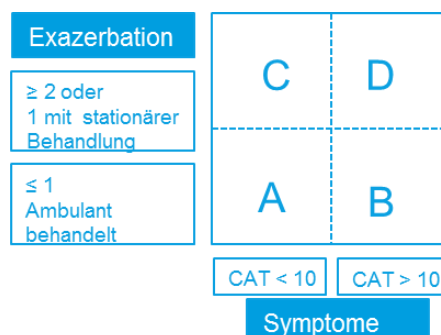 Exazerbation
≥ 2 oder
1 mit stationärer
Behandlung
≤ 1
Ambulant
behandelt
C D
A B
CAT < 10 CAT > 10
Symptome